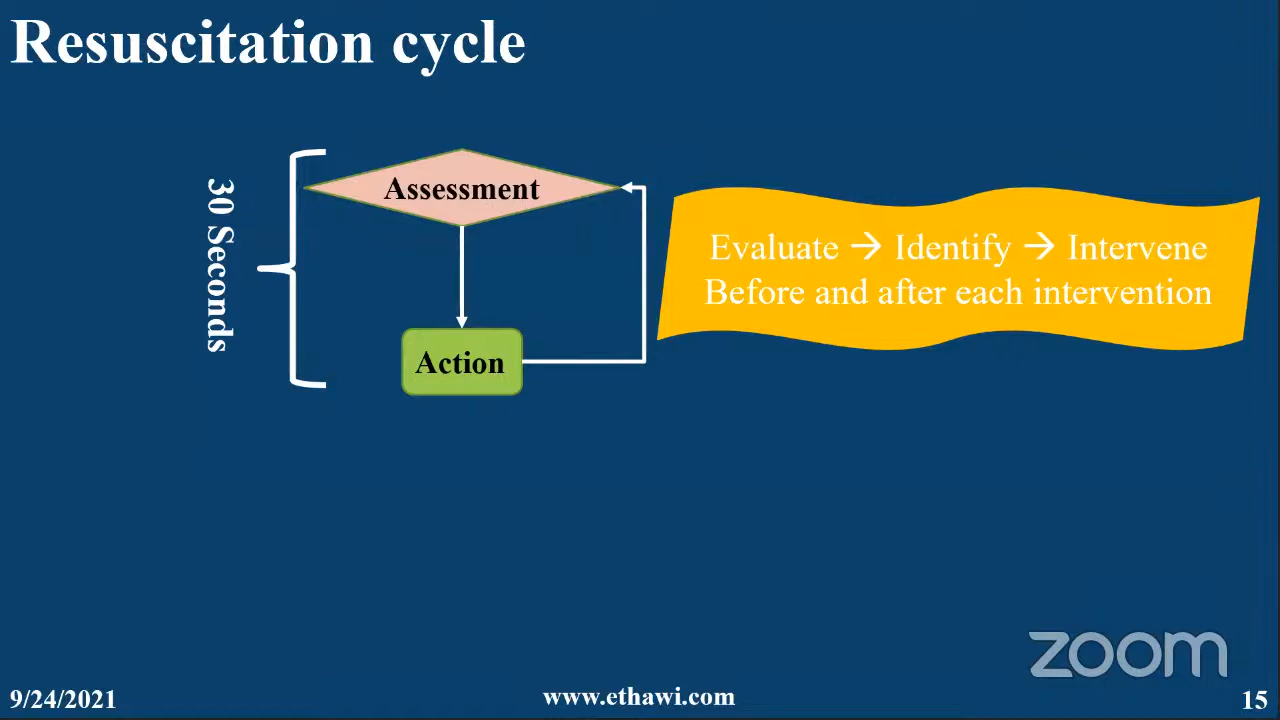 Resuscitation cycle
30 Seconds
Assessment
Action
Evaluate → Identify → Intervene
Before and after each intervention
zoom
9/24/2021
www.ethawi.com
15